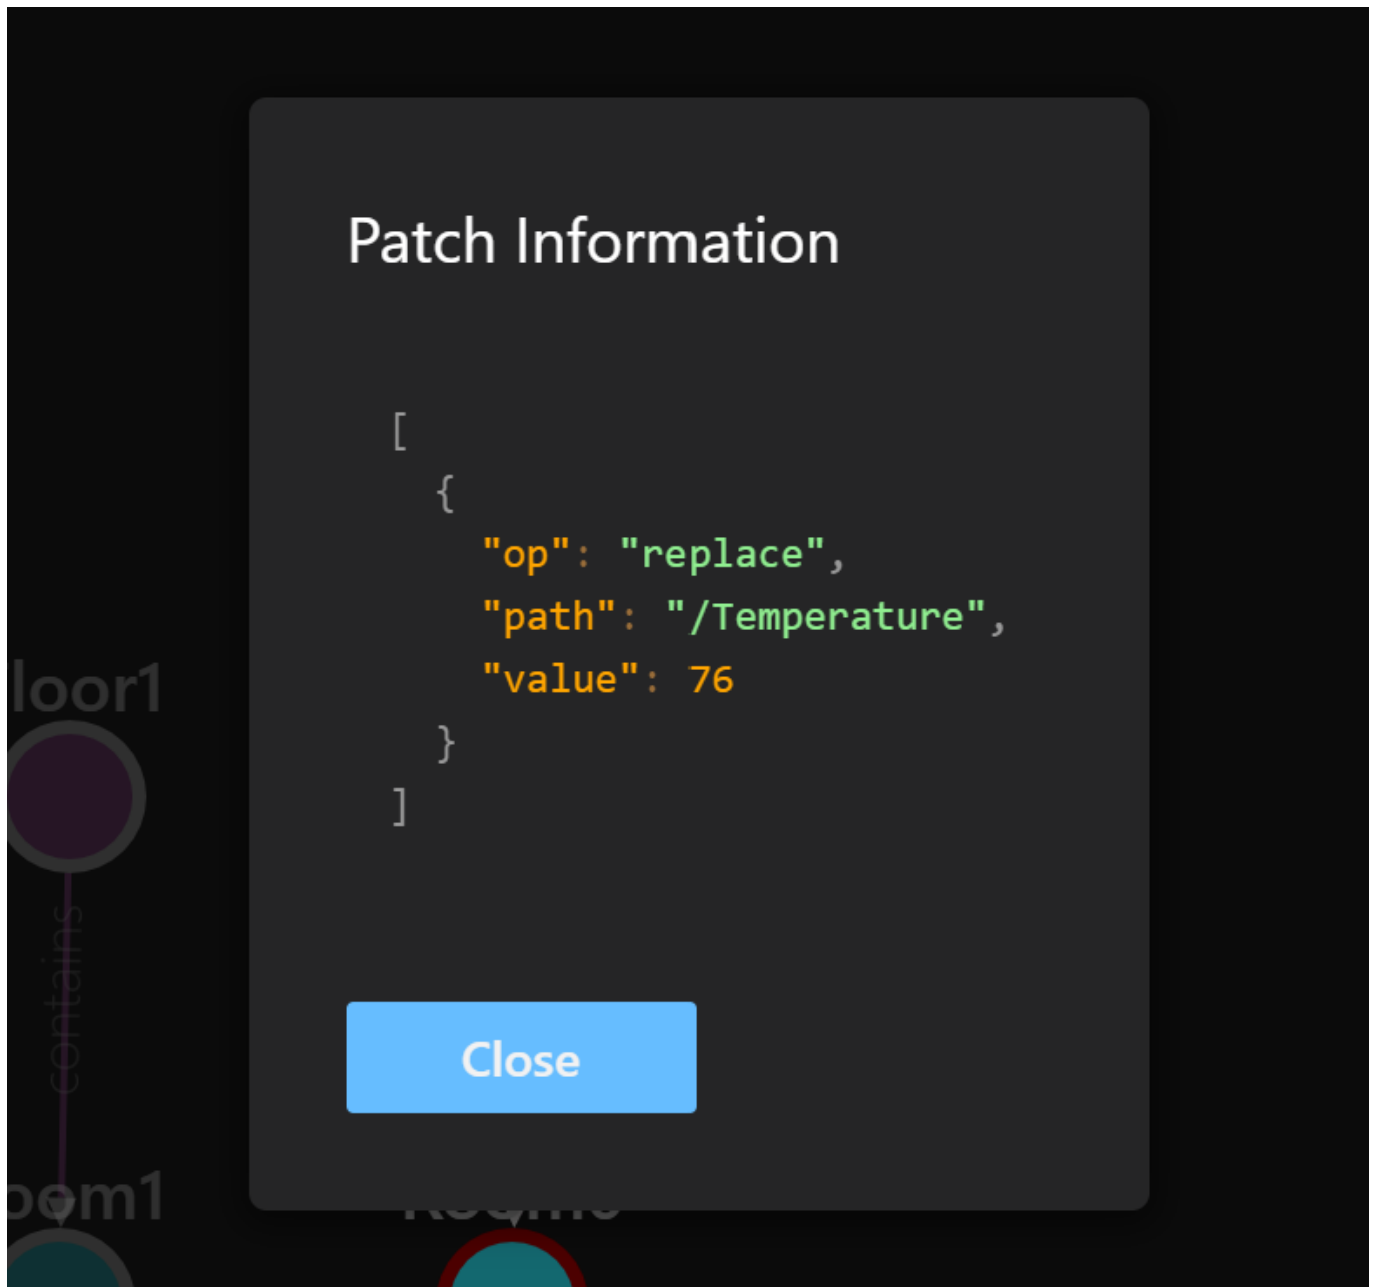 Patch Information
[
{
"op": "replace",
"path": "/Temperature",
"value": 76
}
]
loor1
contains
oom1
Close